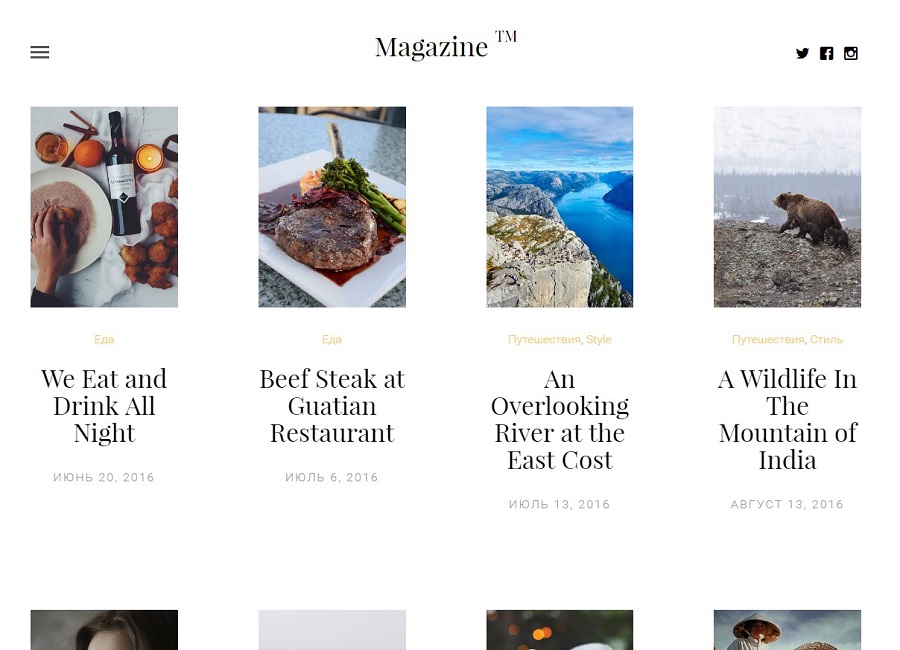 Magazine ™
Еда
We Eat and
Drink All
Night
ИЮНЬ 20, 2016
Еда
Beef Steak at
Guatian
Restaurant
ИЮЛЬ 6, 2016
Путешествия, Style
An
Overlooking
River at the
East Cost
ИЮЛЬ 13, 2016
Путешествия, Стиль
A Wildlife In
The
Mountain of
India
АВГУСТ 13, 2016